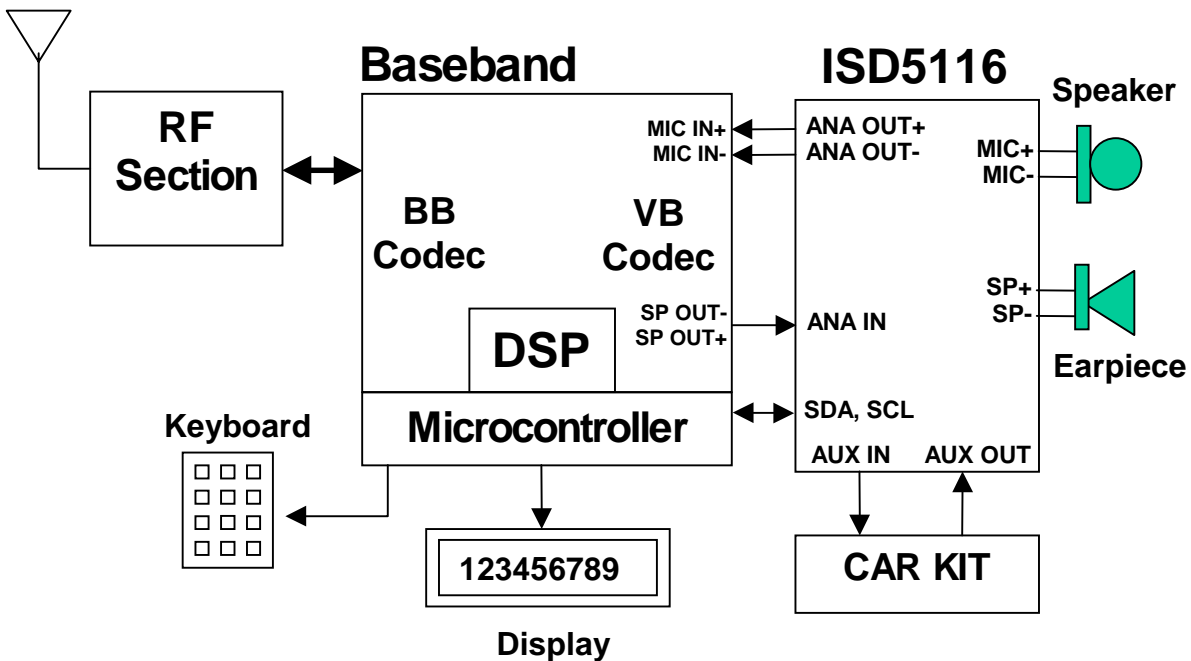 Baseband
ISD5116
Speaker
RF
Section
MIC IN+
MIC IN-
ANA OUT+
ANA OUT-
MIC+
MIC-
BB
Codec
VB
Codec
SP+
SP-
SP OUT-
SP OUT+
ANA IN
DSP
Earpiece
Microcontroller
SDA, SCL
Keyboard
AUX IN
AUX OUT
123456789
CAR KIT
Display